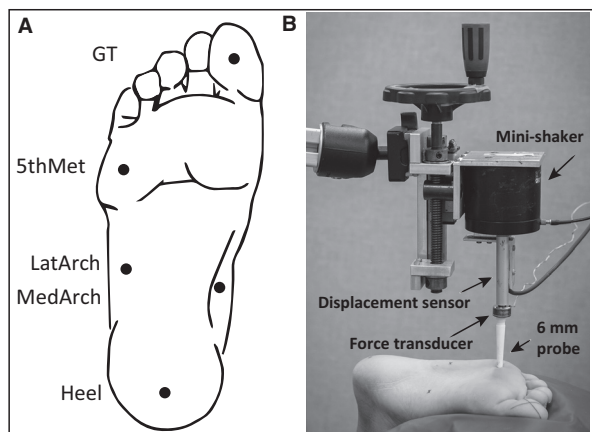 A
GT
5thMet
LatArch
MedArch
Heel
B
Mini-shaker
Displacement sensor
Force transducer
6 mm
probe